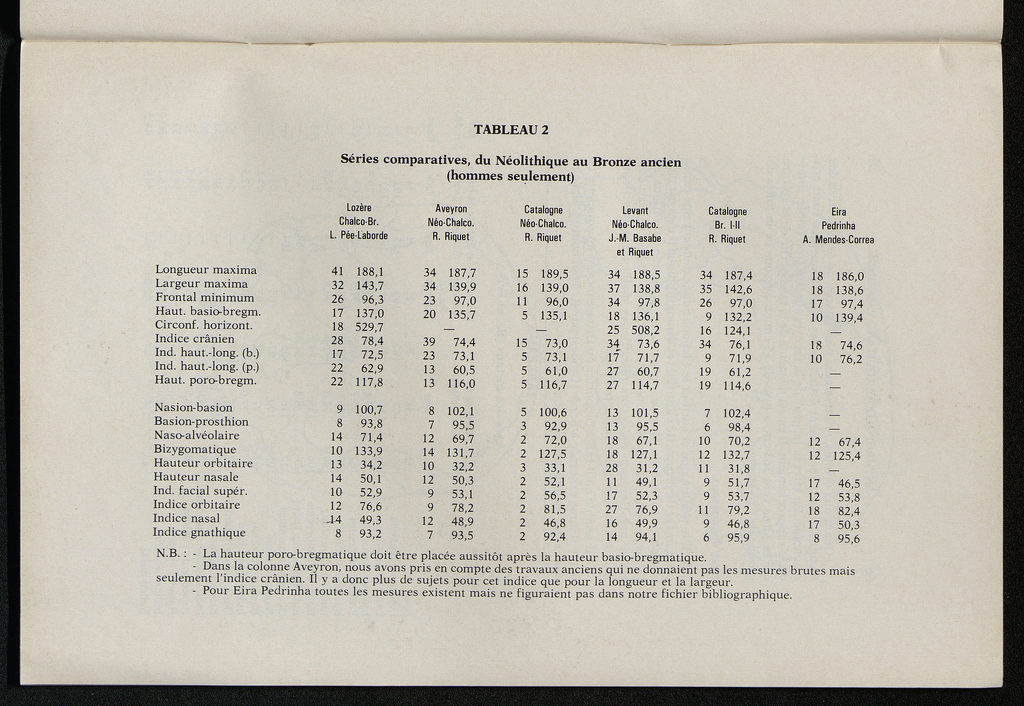 TABLEAU 2
Séries comparatives, du Néolithique au Bronze ancien
(hommes seulement)
Lozère Aveyron Catalogne Levant Catalogne Eira
Chalco-Br. Néo-Chalco. Néo-Chalco. Néo-Chalco. Br. I-II Pedrinha
L. Pée-Laborde R. Riquet R. Riquet J.-M. Basabe R. Riquet A. Mendes-Correa
et Riquet
Longueur maxima 41 188,1 34 187,7 15 189,5 34 188,5 34 187,4 18 186,0
Largeur maxima 32 143,7 34 139,9 16 139,0 37 138,8 35 142,6 18 138,6
Frontal minimum 26 96,3 23 97,0 11 96,0 34 97,8 26 97,0 17 97,4
Haut. basio-bregm. 17 137,0 20 135,7 5 135,1 18 136,1 9 132,2 10 139,4
Circonf. horizont. 18 529,7 — — 25 508,2 16 124,1 —
Indice crânien 28 78,4 39 74,4 15 73,0 34 73,6 34 76,1 18 74,6
Ind. haut.-long. (b.) 17 72,5 23 73,1 5 73,1 17 71,7 9 71,9 10 76,2
Ind. haut.-long. (p.) 22 62,9 13 60,5 5 61,0 27 60,7 19 61,2 —
Haut. poro-bregm. 22 117,8 13 116,0 5 116,7 27 114,7 19 114,6 —
Nasion-basion 9 100,7 8 102,1 5 100,6 13 101,5 7 102,4 —
Basion-prosthion 8 93,8 7 95,5 3 92,9 13 95,5 6 98,4 —
Naso-alvéolaire 14 71,4 12 69,7 2 72,0 18 67,1 10 70,2 12 67,4
Bizygomatique 10 133,9 14 131,7 2 127,5 18 127,1 12 132,7 12 125,4
Hauteur orbitaire 13 34,2 10 32,2 3 33,1 28 31,2 11 31,8 —
Hauteur nasale 14 50,1 12 50,3 2 52,1 11 49,1 9 51,7 17 46,5
Ind. facial supér. 10 52,9 9 53,1 2 56,5 17 52,3 9 53,7 12 53,8
Indice orbitaire 12 76,6 9 78,2 2 81,5 27 76,9 11 79,2 18 82,4
Indice nasal 14 49,3 12 48,9 2 46,8 16 49,9 9 46,8 17 50,3
Indice gnathique 8 93,2 7 93,5 2 92,4 14 94,1 6 95,9 8 95,6
N.B. : - La hauteur poro-bregmatique doit être placée aussitôt après la hauteur basio-bregmatique.
- Dans la colonne Aveyron, nous avons pris en compte des travaux anciens qui ne donnaient pas les mesures brutes mais
seulement l'indice crânien. Il y a donc plus de sujets pour cet indice que pour la longueur et la largeur.
- Pour Eira Pedrinha toutes les mesures existent mais ne figuraient pas dans notre fichier bibliographique.